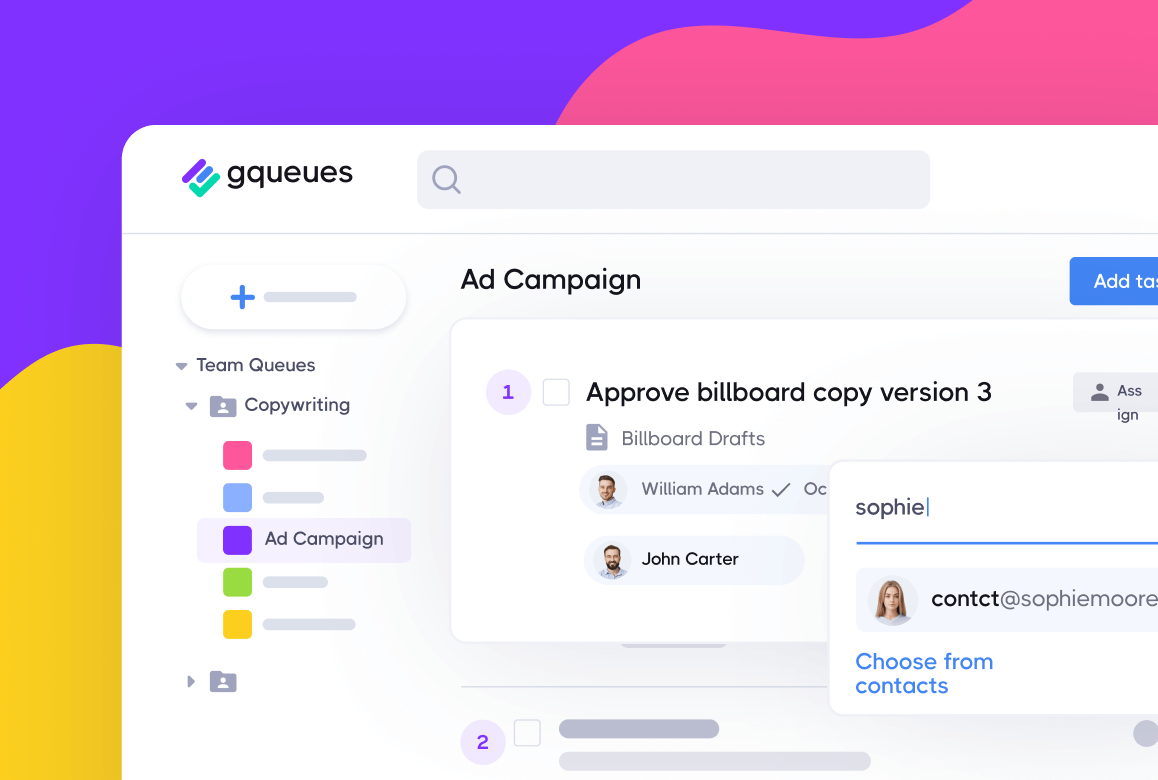 gqueues
Ad Campaign
Add tas
Team Queues
Copywriting
Ad Campaign
1
Approve billboard copy version 3
Ass
ign
Billboard Drafts
William Adams
Oc
John Carter
sophie
contct@sophiemoore
Choose from
contacts
2